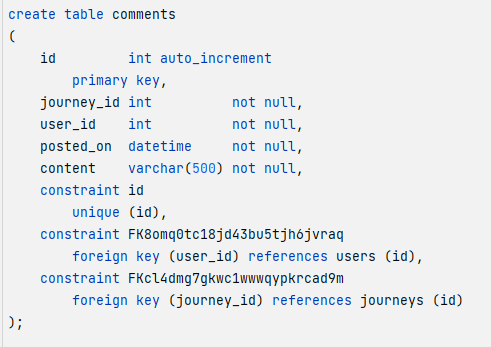 create table comments
(
    id         int auto_increment
        primary key,
    journey_id int          not null,
    user_id    int          not null,
    posted_on  datetime     not null,
    content    varchar(500) not null,
    constraint id
        unique (id),
    constraint FK8omq0tc18jd43bu5tjh6jvraq
        foreign key (user_id) references users (id),
    constraint FKcl4dmg7gkwc1wwwqypkrcad9m
        foreign key (journey_id) references journeys (id)
);